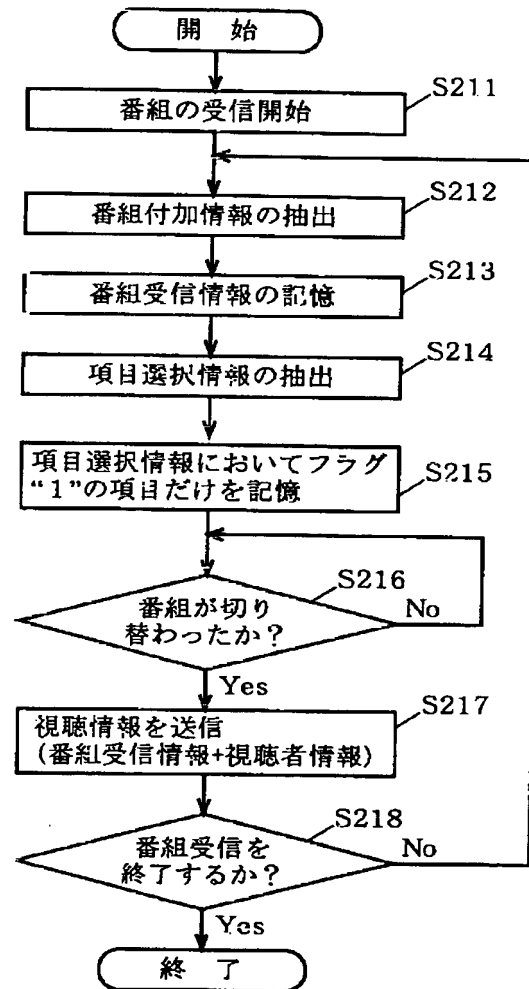 開 始
S211
番組の受信開始
S212
番組付加情報の抽出
S213
番組受信情報の記憶
S214
項目選択情報の抽出
項目選択情報においてフラグ
“1”の項目だけを記憶
S215
S216
番組が切り
替わったか？
No
Yes
S217
視聴情報を送信
(番組受信情報+視聴者情報)
S218
番組受信を
終了するか？
No
Yes
終 了